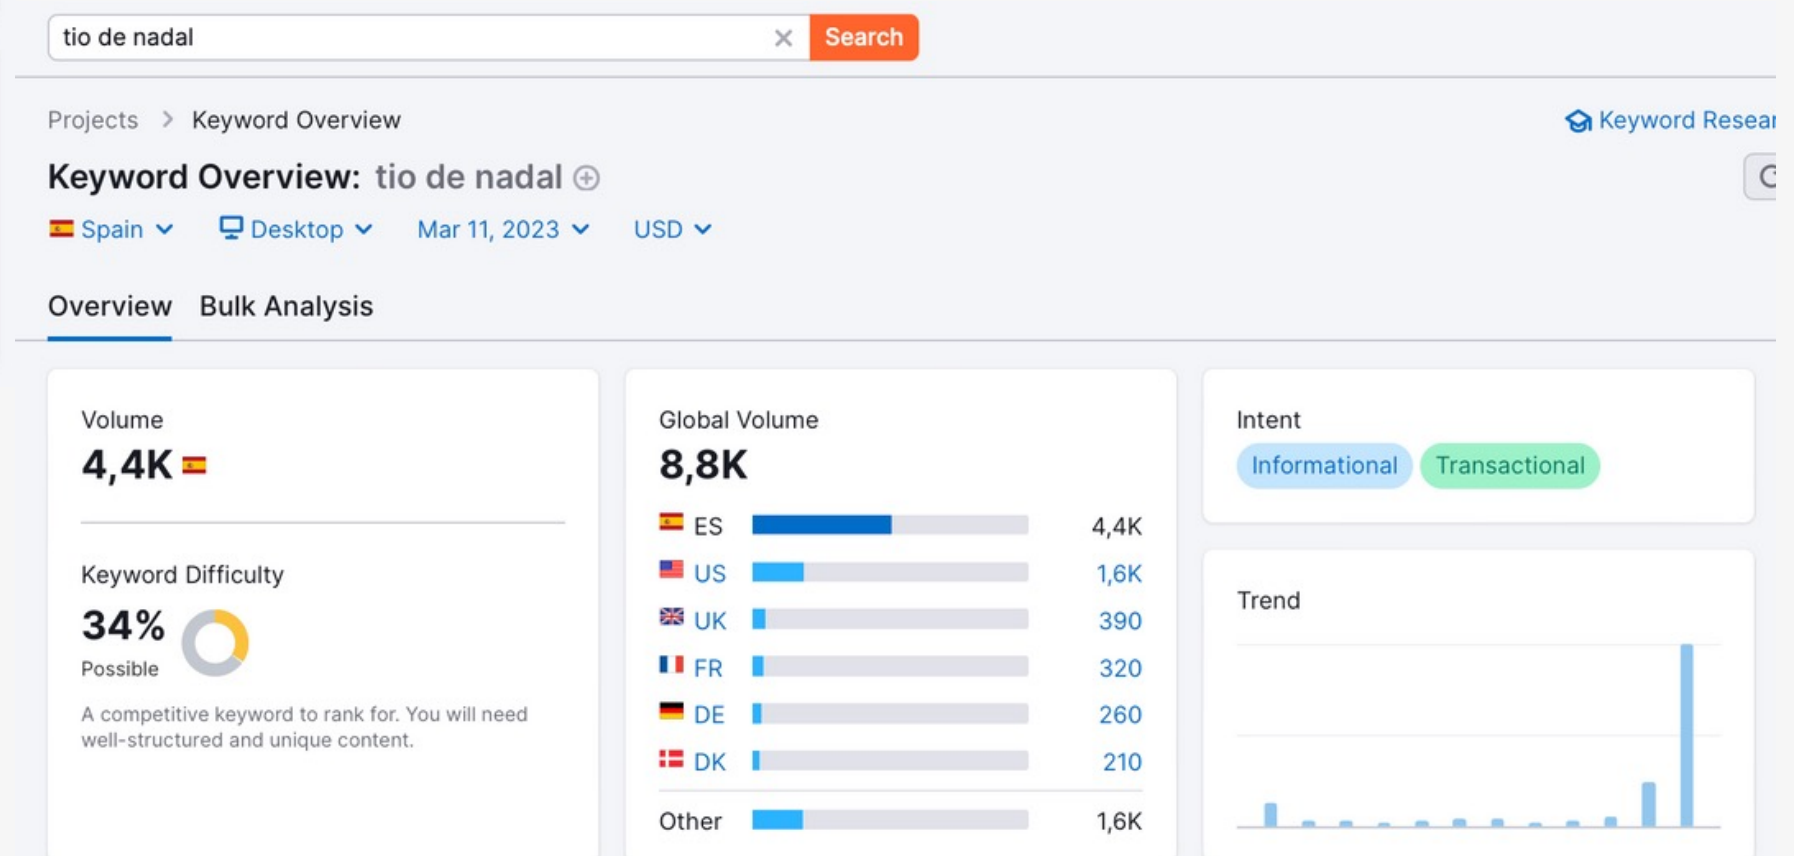 tio de nadal
Search
Projects > Keyword Overview
Keyword Resear
Keyword Overview: tio de nadal
Spain Desktop Mar 11, 2023 USD
Overview Bulk Analysis
Volume
4,4K
Keyword Difficulty
34%
Possible
A competitive keyword to rank for. You will need
well-structured and unique content.
Global Volume
8,8K
ES 4,4K
US 1,6K
UK 390
FR 320
DE 260
DK 210
Other 1,6K
Intent
Informational Transactional
Trend